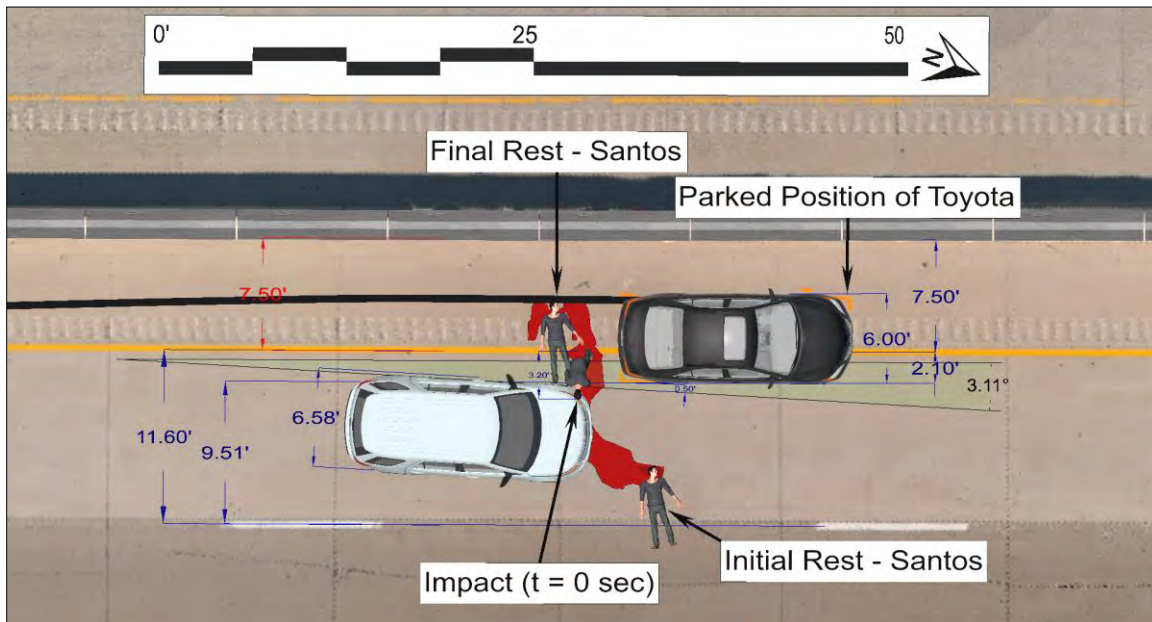 0'
25
50
N
Final Rest - Santos
Parked Position of Toyota
7.50'
7.50'
6.00'
2.10'
3.20'
0.50'
3.11°
6.58'
11.60'
9.51'
Initial Rest - Santos
Impact (t = 0 sec)